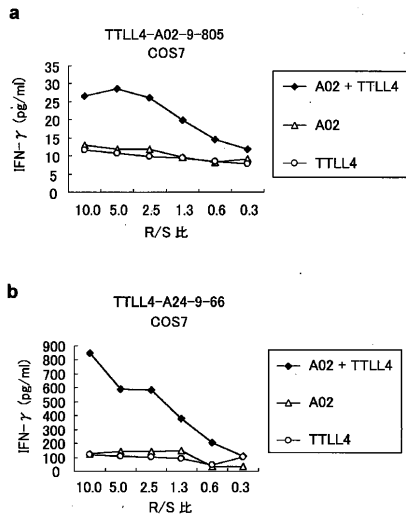 a
TTLL4-A02-9-805
COS7
IFN-γ (pg/ml)
35
30
25
20
15
10
5
0
10.0 5.0 2.5 1.3 0.6 0.3
R/S 比
A02 + TTLL4
A02
TTLL4
b
TTLL4-A24-9-66
COS7
IFN-γ (pg/ml)
900
800
700
600
500
400
300
200
100
0
10.0 5.0 2.5 1.3 0.6 0.3
R/S 比
A02 + TTLL4
A02
TTLL4